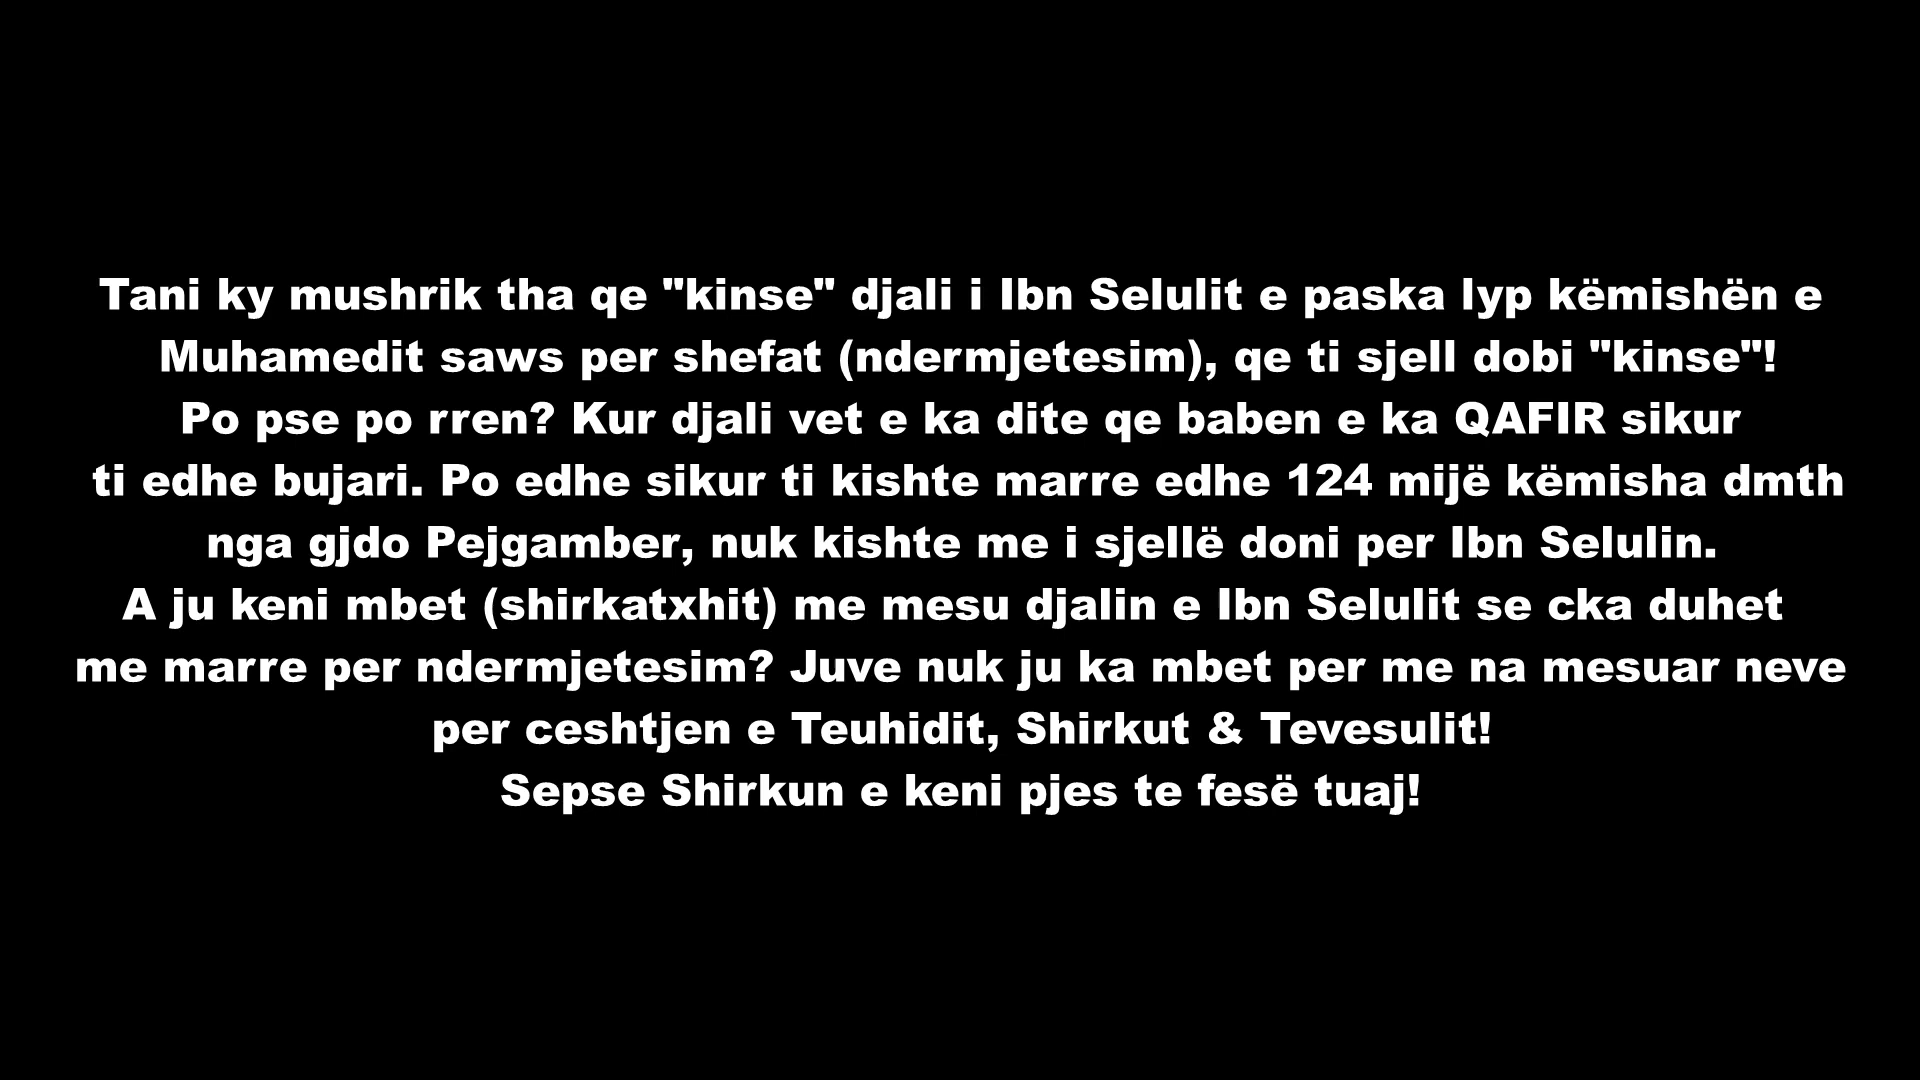 Tani ky mushrik tha qe "kinse" djali i Ibn Selulit e paska lyp këmishën e
Muhamedit saws per shefat (ndermjetesim), qe ti sjell dobi "kinse"!
Po pse po rren? Kur djali vet e ka dite qe baben e ka QAFIR sikur
ti edhe bujari. Po edhe sikur ti kishte marre edhe 124 mijë këmisha dmth
nga gjdo Pejgamber, nuk kishte me i sjellë doni per Ibn Selulin.
A ju keni mbet (shirkatxhit) me mesu djalin e Ibn Selulit se cka duhet
me marre per ndermjetesim? Juve nuk ju ka mbet per me na mesuar neve
per ceshtjen e Teuhidit, Shirkut & Tevesulit!
Sepse Shirkun e keni pjes te fesë tuaj!